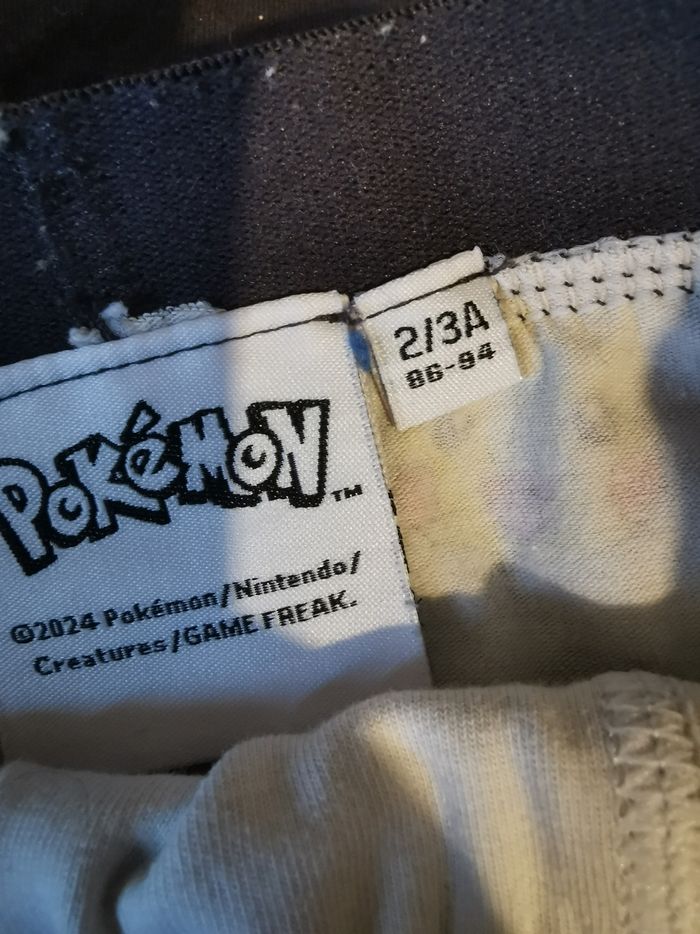 POKéMON™
©2024 Pokémon/Nintendo/
Creatures/GAME FREAK.
2/3A
86-94